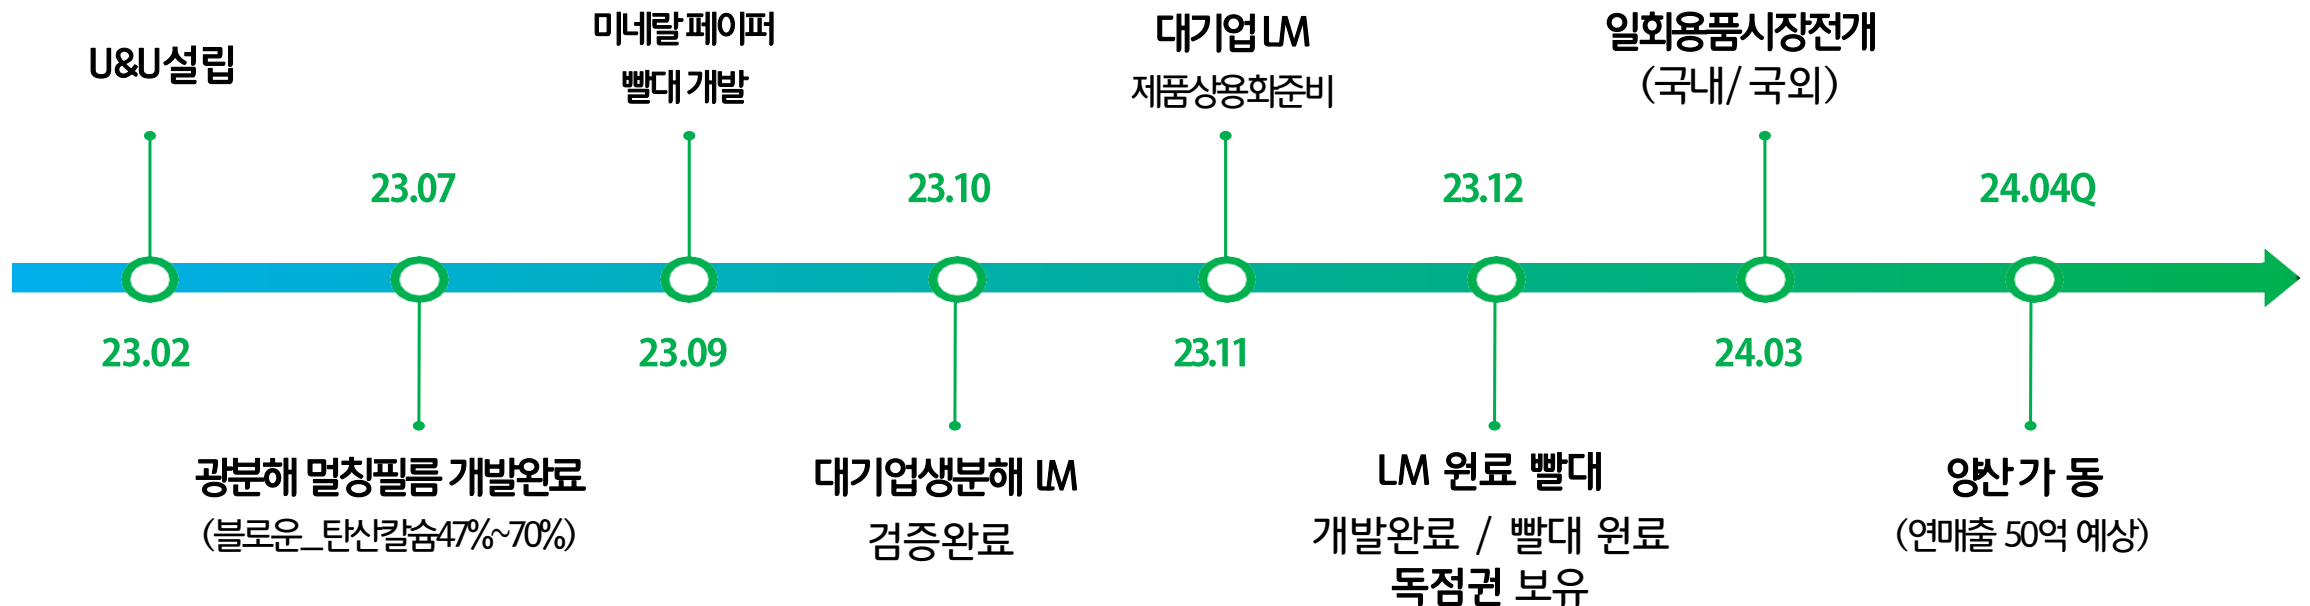 U&U설립
미네랄 페이퍼
빨대 개발
대기업 LM
제품상용화준비
일회용품시장전개
(국내/ 국외)
23.07
23.10
23.12
24.04Q
23.02
23.09
23.11
24.03
광분해 멀칭필름 개발완료
(블로운_탄산칼슘47%~70%)
대기업생분해 LM
검증완료
LM 원료 빨대
개발완료 / 빨대 원료
독점권 보유
양산 가 동
(연매출 50억 예상)